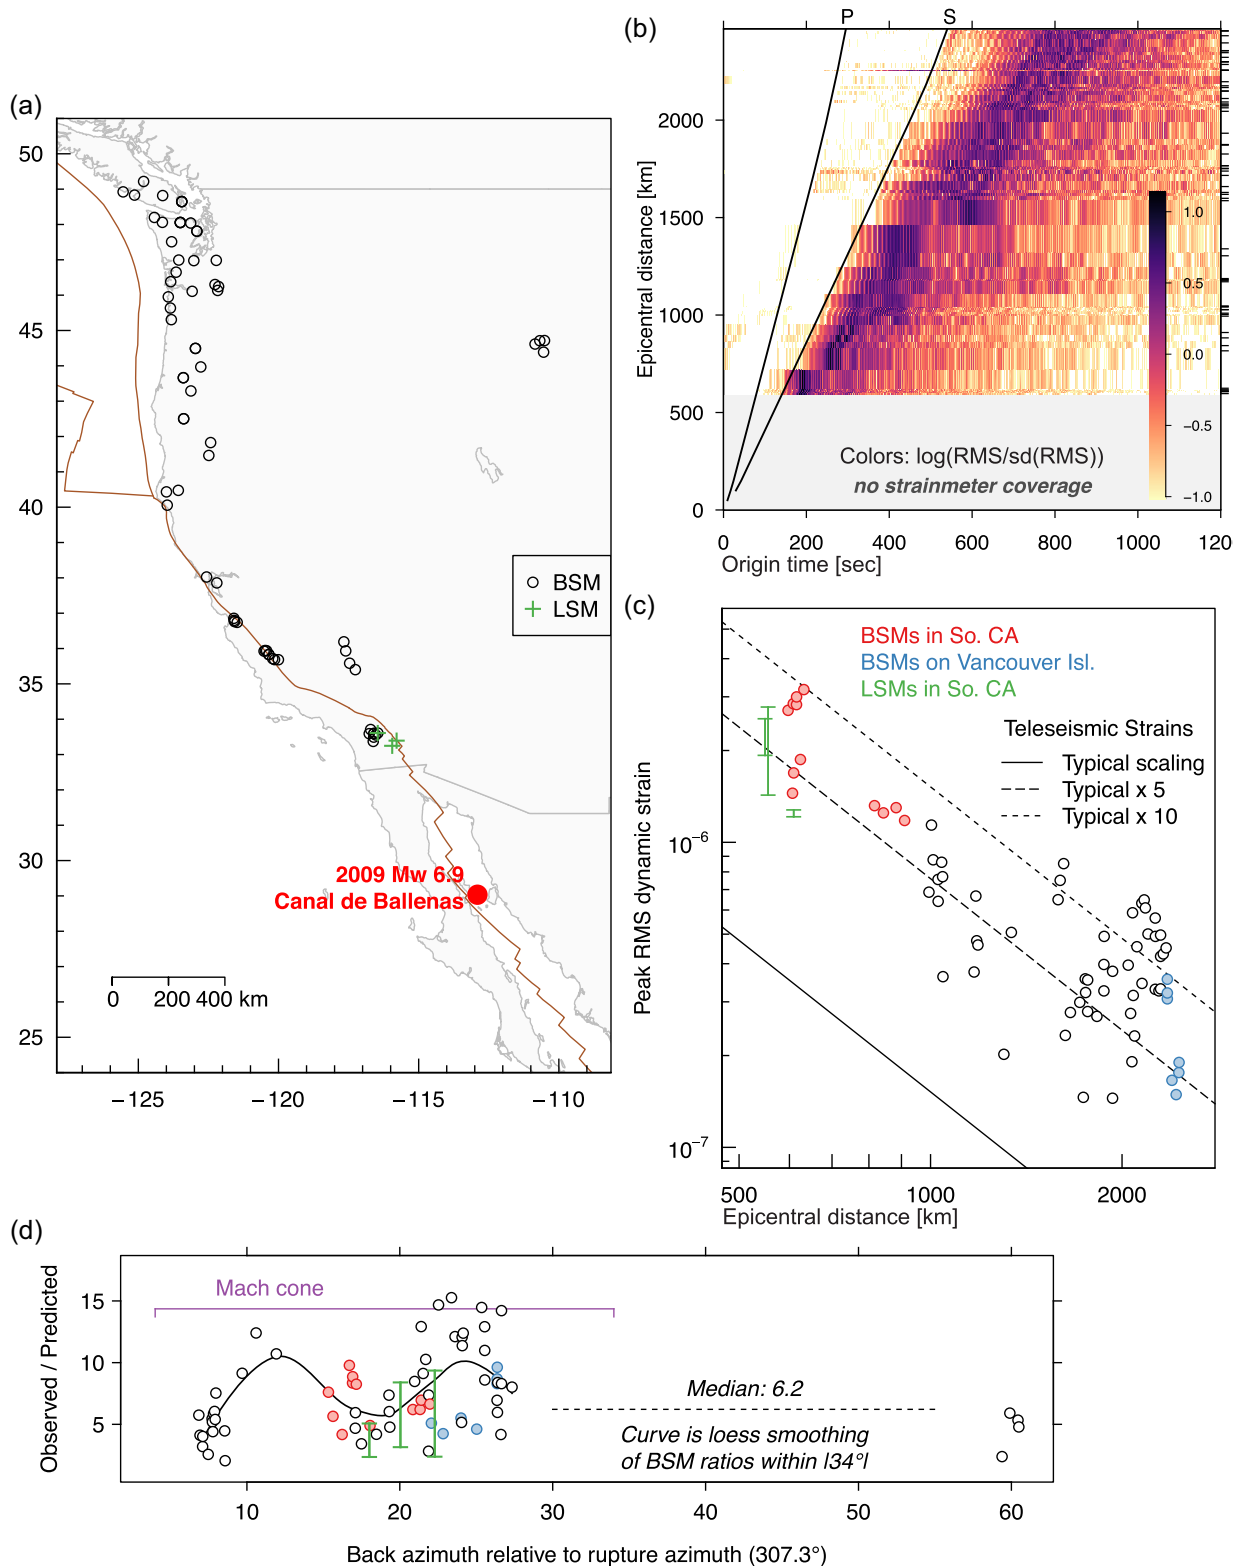 (a)
50
45
40
35
30
25
−125
−120
−115
−110
BSM
LSM
2009 Mw 6.9
Canal de Ballenas
0
200 400 km
(b)
P
S
2000
1500
1000
500
0
Epicentral distance [km]
1.0
0.5
0.0
−0.5
−1.0
Colors: log(RMS/sd(RMS))
no strainmeter coverage
0
200
400
600
800
1000
120
Origin time [sec]
(c)
BSMs in So. CA
BSMs on Vancouver Isl.
LSMs in So. CA
Teleseismic Strains
Typical scaling
Typical x 5
Typical x 10
Peak RMS dynamic strain
10−6
10−7
500
1000
2000
Epicentral distance [km]
(d)
Observed / Predicted
15
10
5
Mach cone
Median: 6.2
Curve is loess smoothing
of BSM ratios within |34°|
10
20
30
40
50
60
Back azimuth relative to rupture azimuth (307.3°)